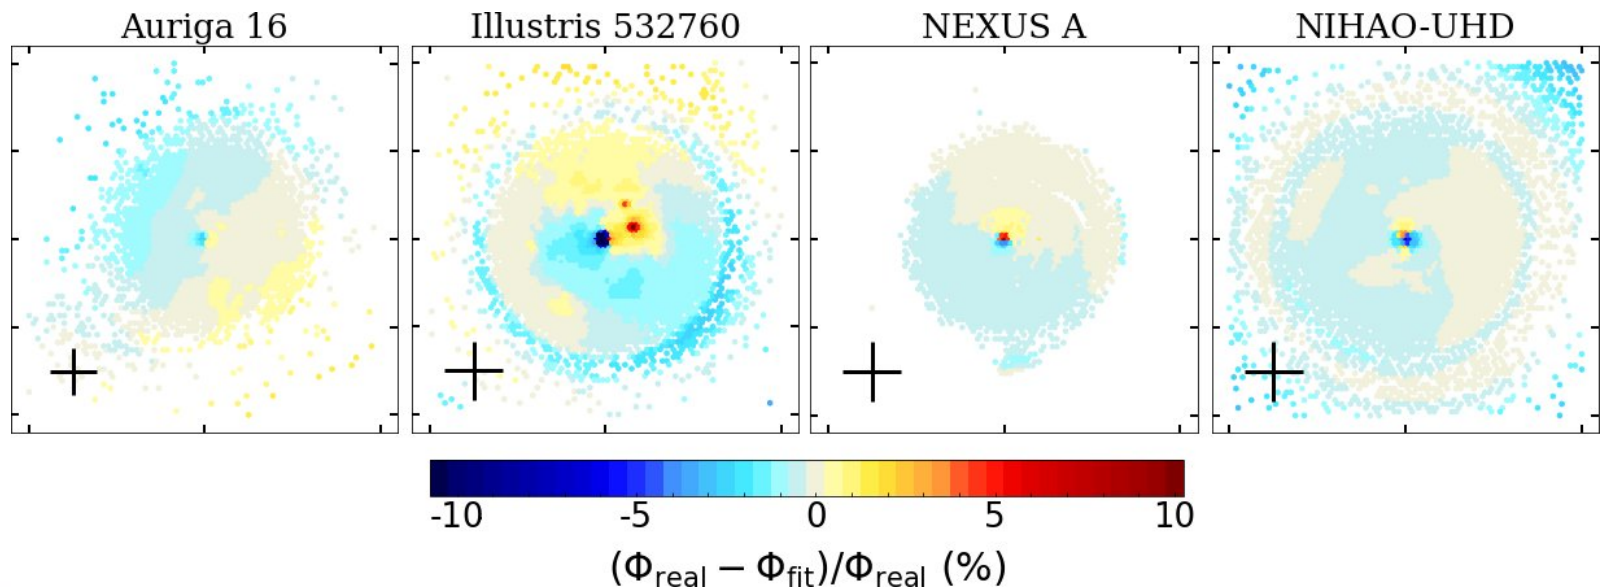 Auriga 16 Illustris 532760 NEXUS A NIHAO-UHD
-10 -5 0 5 10
(Φreal − Φfit)/Φreal (%)